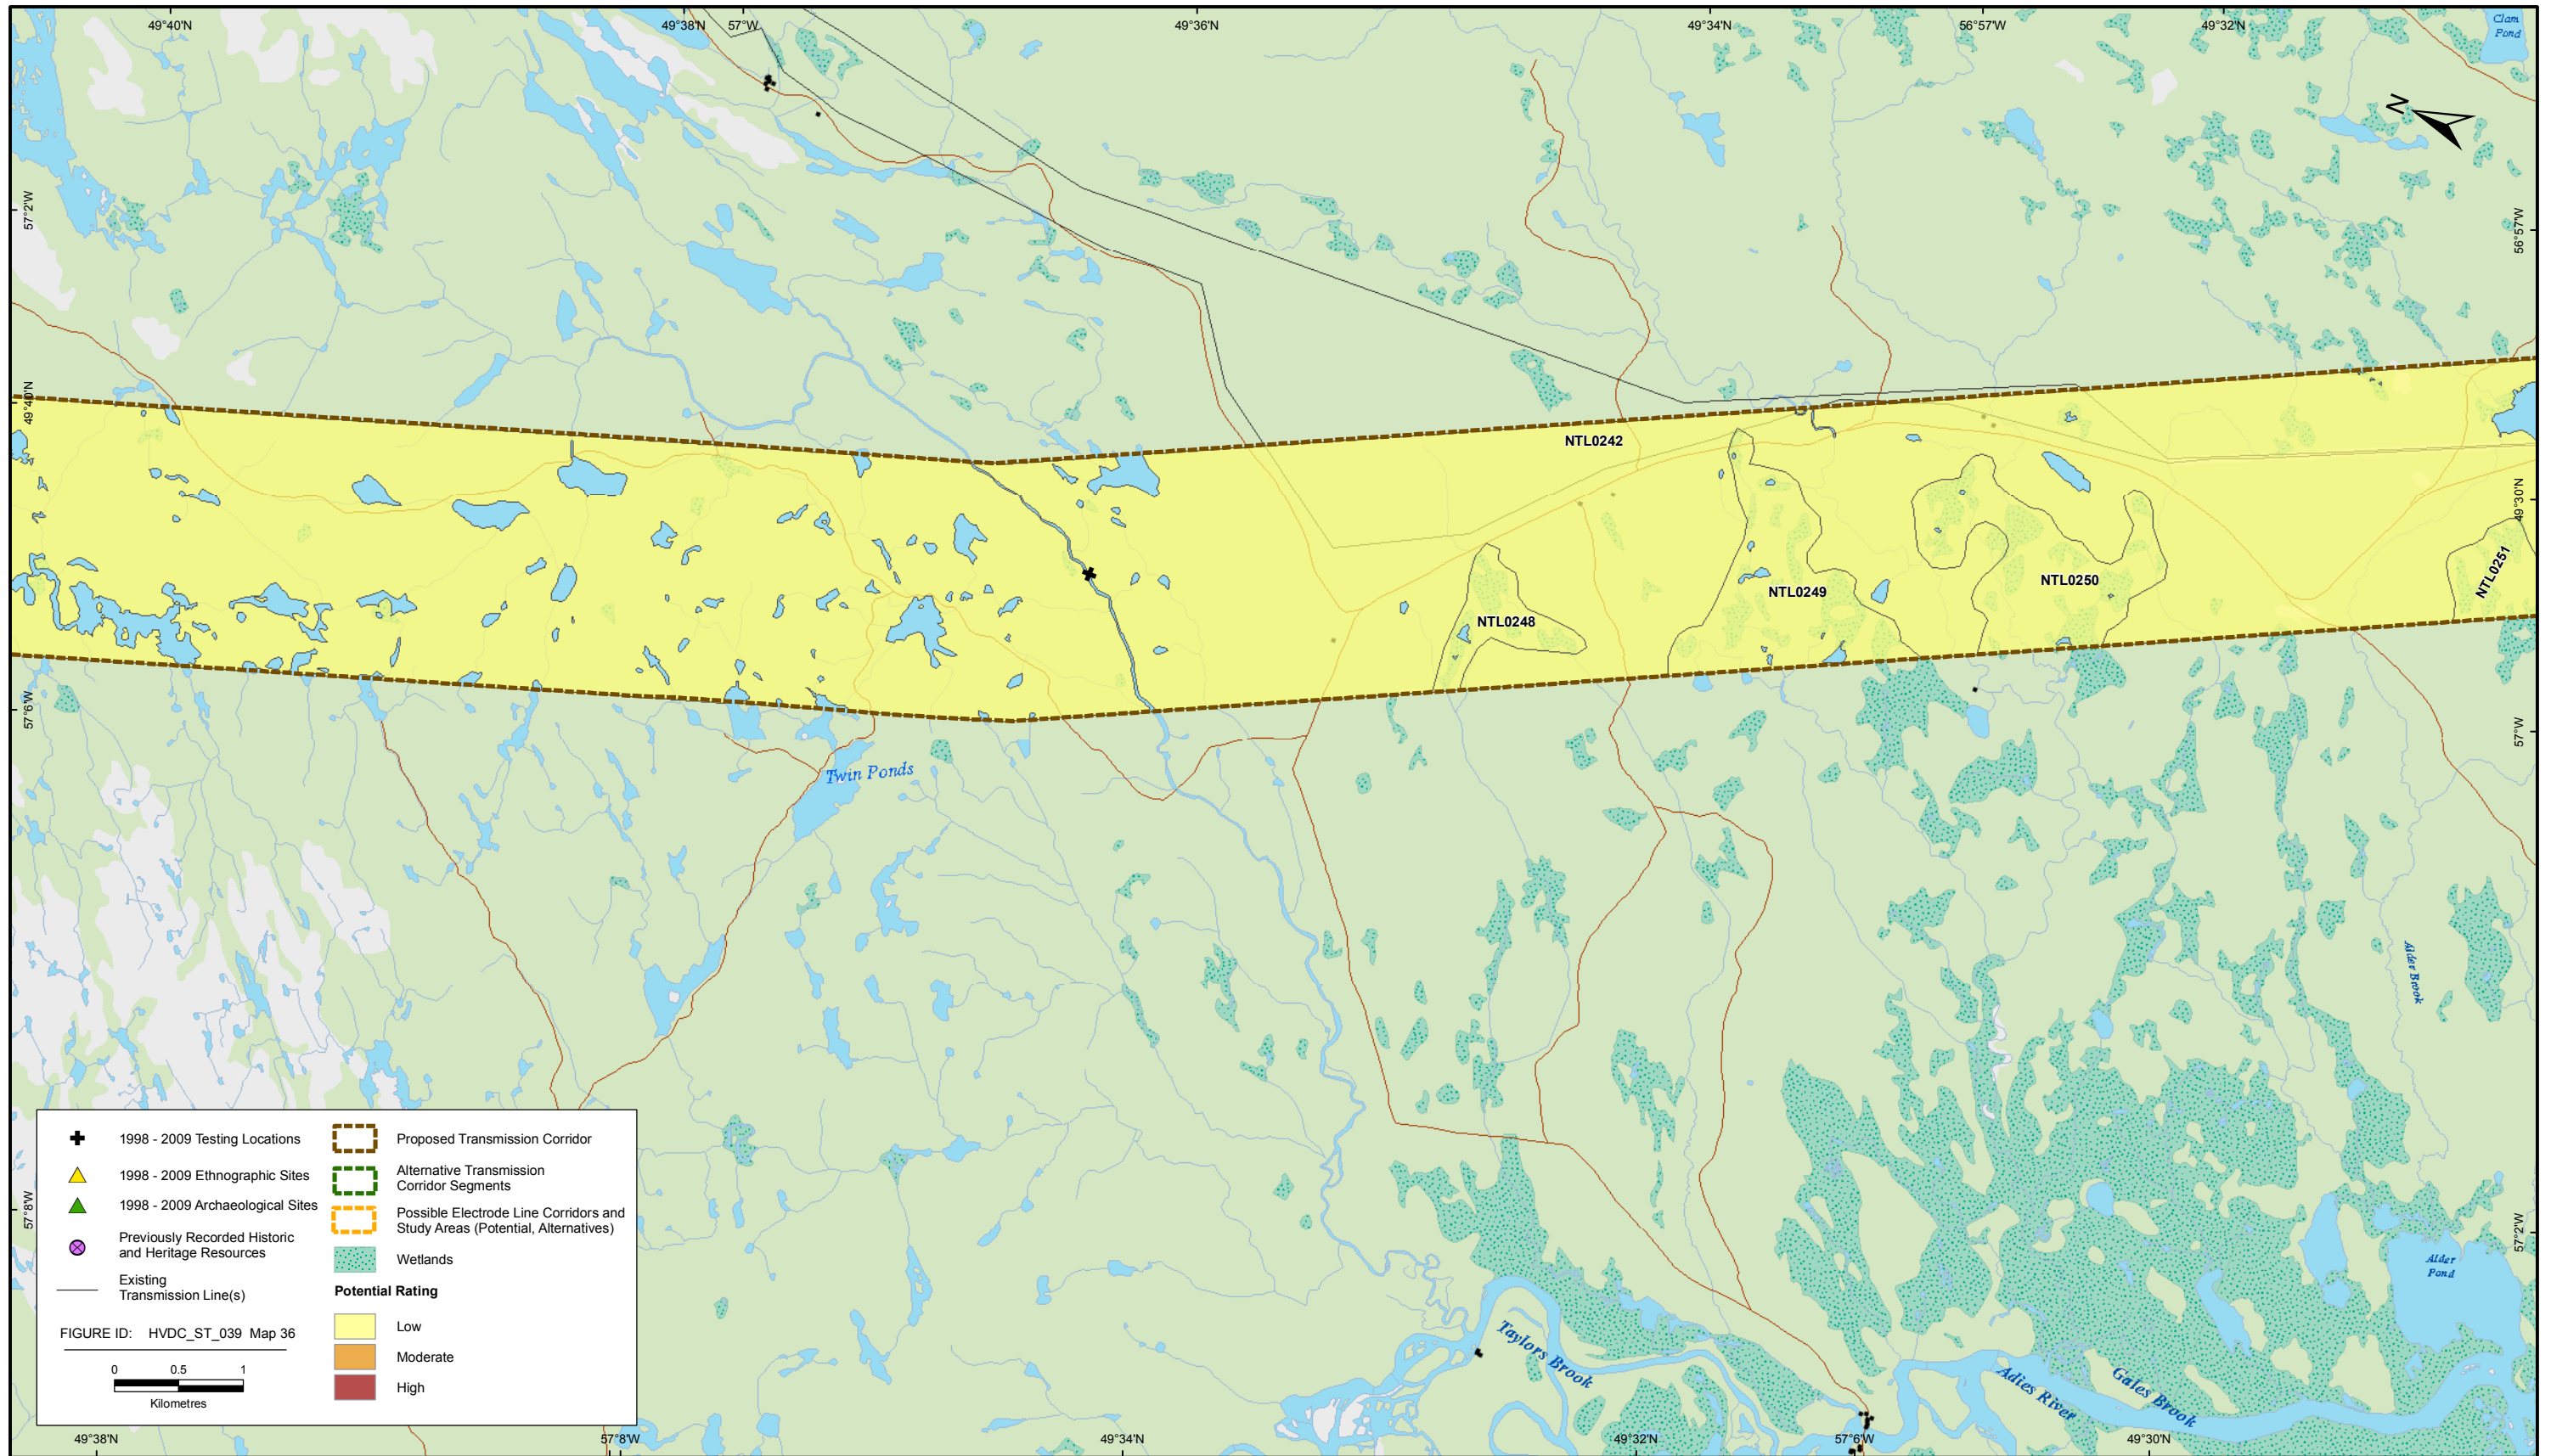 49°40'N
49°38'N
57°W
49°36'N
49°34'N
56°57'W
49°32'N
Clam
Pond
N
57°2'W
56°57'W
49°40'N
NTL0242
49°30'N
NTL0248
NTL0249
NTL0250
NTL0251
57°6'W
57°W
Twin Ponds
Alder Brook
57°8'W
57°2'W
Alder
Pond
Taylors Brook
Adies River
Gales Brook
1998 - 2009 Testing Locations
1998 - 2009 Ethnographic Sites
1998 - 2009 Archaeological Sites
Previously Recorded Historic
and Heritage Resources
Existing
Transmission Line(s)
FIGURE ID: HVDC_ST_039 Map 36
0 0.5 1
Kilometres
Proposed Transmission Corridor
Alternative Transmission
Corridor Segments
Possible Electrode Line Corridors and
Study Areas (Potential, Alternatives)
Wetlands
Potential Rating
Low
Moderate
High
49°38'N
57°8'W
49°34'N
49°32'N
57°6'W
49°30'N